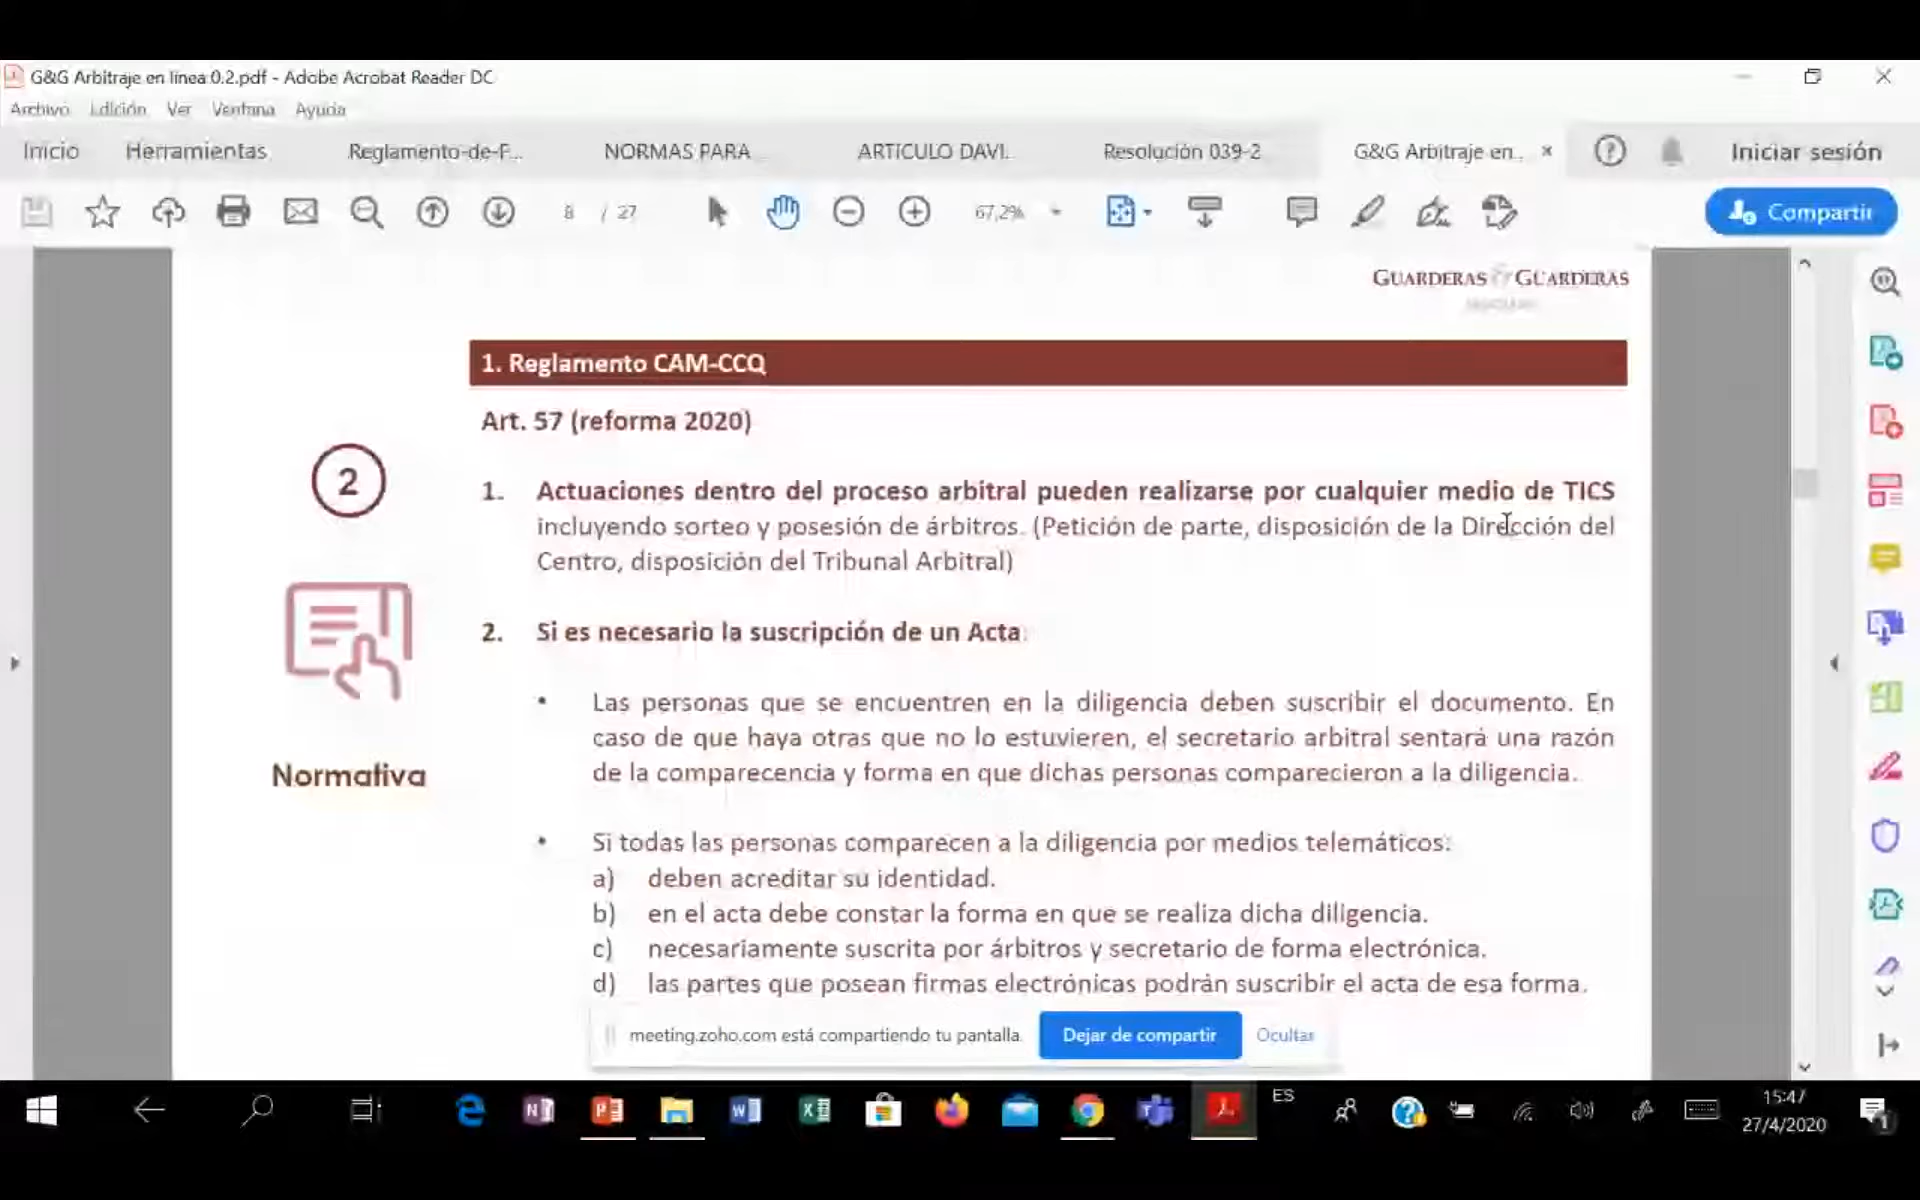 G&G Arbitraje en línea 0.2.pdf - Adobe Acrobat Reader DC
Archivo Edición Ver Ventana Ayuda
Inicio Herramientas Reglamento-de-F... NORMAS PARA ... ARTICULO DAVI... Resolución 039-2... G&G Arbitraje en... × Iniciar sesión
8 / 27 67,2% Compartir
GUARDERAS & GUARDERAS
1. Reglamento CAM-CCQ
Art. 57 (reforma 2020)
2
Normativa
1. Actuaciones dentro del proceso arbitral pueden realizarse por cualquier medio de TICS
incluyendo sorteo y posesión de árbitros. (Petición de parte, disposición de la Dirección del
Centro, disposición del Tribunal Arbitral)
2. Si es necesario la suscripción de un Acta:
• Las personas que se encuentren en la diligencia deben suscribir el documento. En
caso de que haya otras que no lo estuvieren, el secretario arbitral sentará una razón
de la comparecencia y forma en que dichas personas comparecieron a la diligencia.
• Si todas las personas comparecen a la diligencia por medios telemáticos:
a) deben acreditar su identidad.
b) en el acta debe constar la forma en que se realiza dicha diligencia.
c) necesariamente suscrita por árbitros y secretario de forma electrónica.
d) las partes que posean firmas electrónicas podrán suscribir el acta de esa forma.
meeting.zoho.com está compartiendo tu pantalla. Dejar de compartir Ocultar
ES
15:47
27/4/2020
1